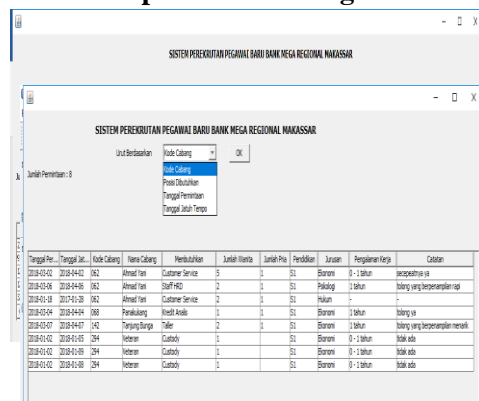 SISTEM PEREKRUTAN PEGAWAI BARU BANK MEGA REGIONAL MAKASSAR
SISTEM PEREKRUTAN PEGAWAI BARU BANK MEGA REGIONAL MAKASSAR
Urut Berdasarkan Kode Cabang OK
Kode Cabang
Jumlah Permintaan : 8
Posisi Dibutuhkan
Tanggal Permintaan
Tanggal Jatuh Tempo
Tanggal Per... Tanggal Jat... Kode Cabang Nama Cabang Membutuhkan Jumlah Wanita Jumlah Pria Pendidikan Jurusan Pengalaman Kerja Catatan
2018-03-02 2018-04-02 062 Ahmad Yani Customer Service 5 1 S1 Ekonomi 0 - 1 tahun secepatnya ya
2018-03-06 2018-04-06 062 Ahmad Yani Staff HRD 2 1 S1 Psikolog 1 tahun tolong yang berpenampilan rapi
2018-01-18 2017-01-28 062 Ahmad Yani Customer Service 2 1 S1 Hukum - -
2018-03-04 2018-04-04 068 Panakukang Kredit Analis 1 1 S1 Ekonomi 1 tahun tolong ya
2018-03-07 2018-04-07 142 Tanjung Bunga Taller 2 1 S1 Ekonomi 1 tahun tolong yang berpenampilan menarik
2018-01-02 2018-01-05 294 Veteran Custody 1 S1 Ekonomi 0 - 1 tahun tidak ada
2018-01-02 2018-01-09 294 Veteran Custody 1 S1 Ekonomi 0 - 1 tahun tidak ada
2018-01-02 2018-01-08 294 Veteran Custody 1 S1 Ekonomi 0 - 1 tahun tidak ada